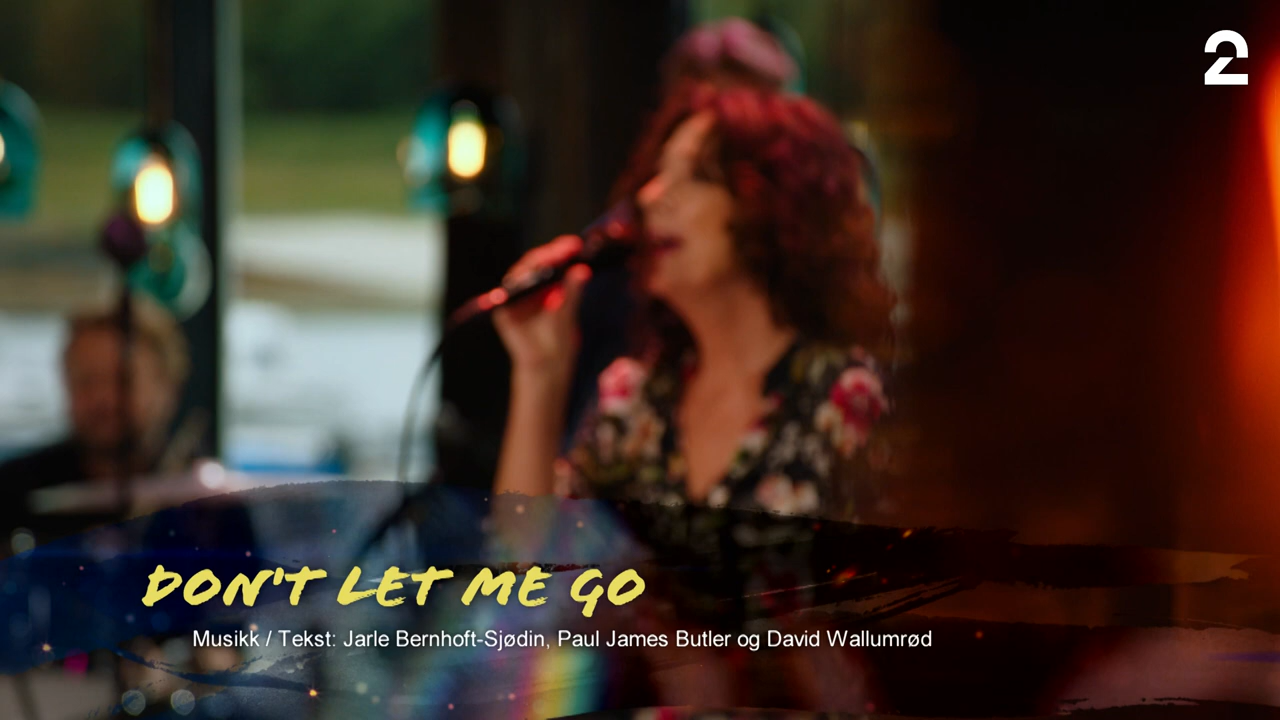 2
DON'T LET ME GO
Musikk / Tekst: Jarle Bernhoft-Sjødin, Paul James Butler og David Wallumrød